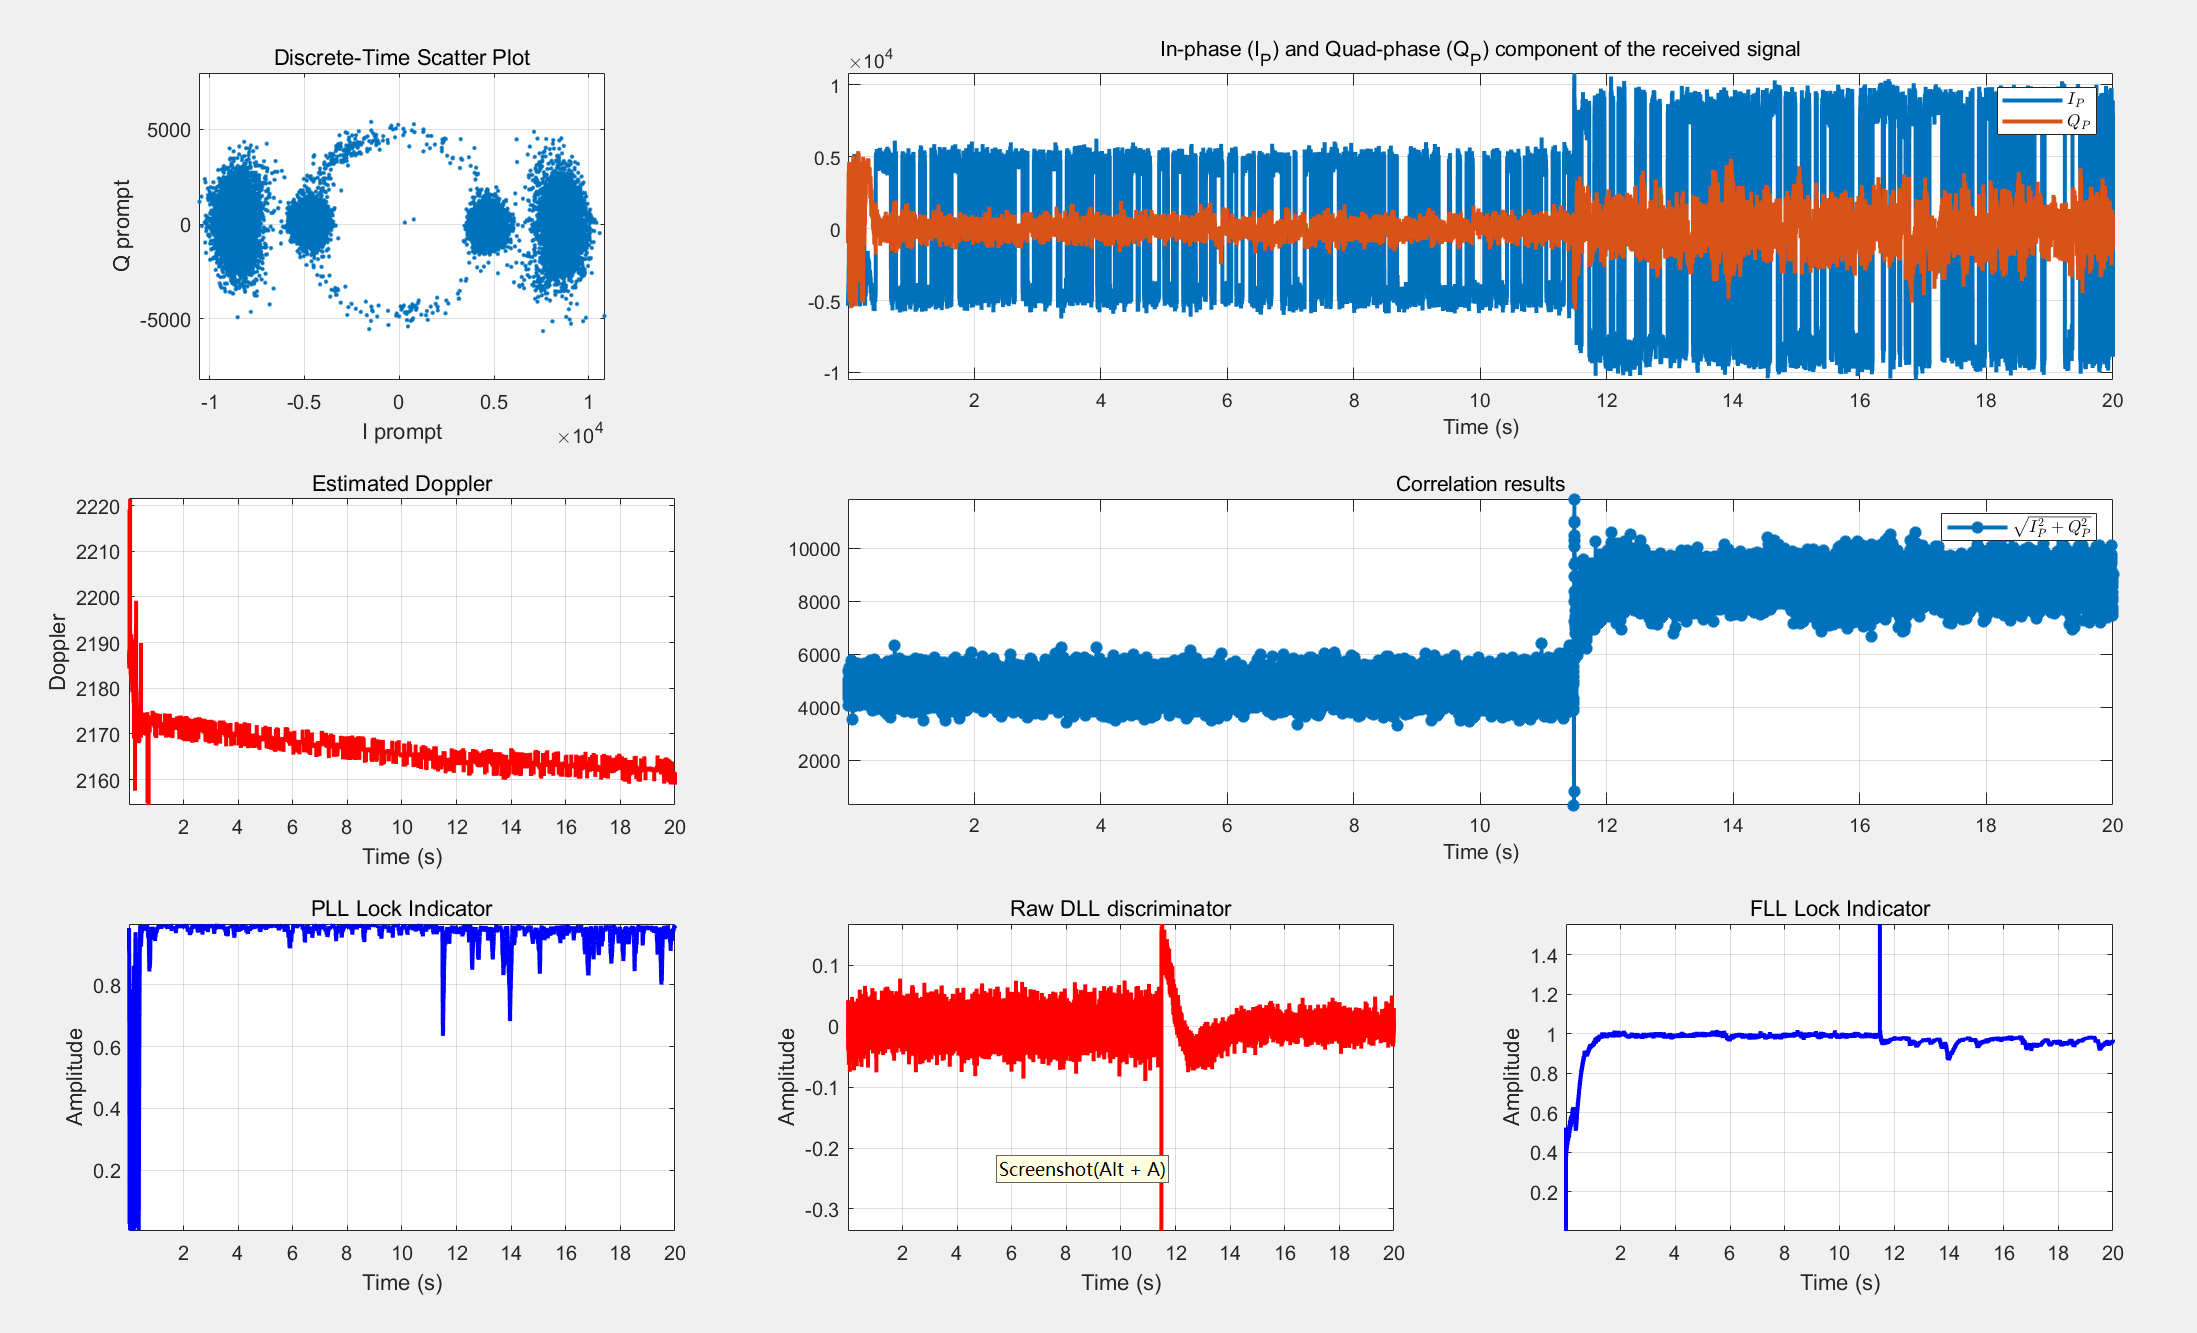 Discrete-Time Scatter Plot
5000
0
-5000
Q prompt
-1 -0.5 0 0.5 1
I prompt
×10^4
In-phase (I_P) and Quad-phase (Q_P) component of the received signal
×10^4
1
0.5
0
-0.5
-1
I_P
Q_P
2 4 6 8 10 12 14 16 18 20
Time (s)
Estimated Doppler
2220
2210
2200
2190
2180
2170
2160
Doppler
2 4 6 8 10 12 14 16 18 20
Time (s)
Correlation results
10000
8000
6000
4000
2000
√I_P^2 + Q_P^2
2 4 6 8 10 12 14 16 18 20
Time (s)
PLL Lock Indicator
0.8
0.6
0.4
0.2
Amplitude
2 4 6 8 10 12 14 16 18 20
Time (s)
Raw DLL discriminator
0.1
0
-0.1
-0.2
-0.3
Amplitude
Screenshot(Alt + A)
2 4 6 8 10 12 14 16 18 20
Time (s)
FLL Lock Indicator
1.4
1.2
1
0.8
0.6
0.4
0.2
Amplitude
2 4 6 8 10 12 14 16 18 20
Time (s)